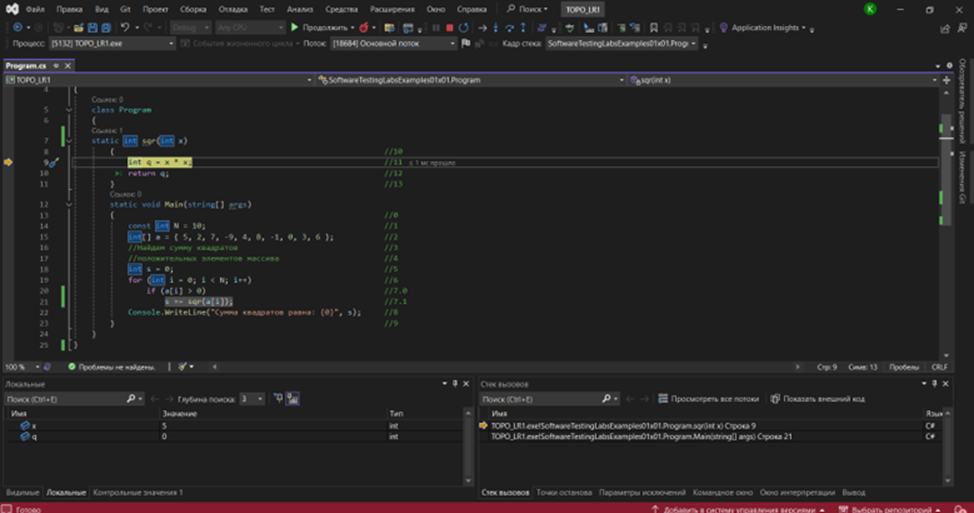 Файл Правка Вид Git Проект Сборка Отладка Тест Анализ Средства Расширения Окно Справка Поиск TOPO_LR1 K
Debug Any CPU Продолжить Application Insights
Процесс: [5132] TOPO_LR1.exe События жизненного цикла Поток: [18684] Основной поток Кадр стека: SoftwareTestingLabsExamples01x01.Prog
Program.cs
TOPO_LR1 SoftwareTestingLabsExamples01x01.Program sqr(int x)
4 {
Ссылок: 0
5 class Program
6 {
Ссылок: 1
7 static int sqr(int x)
8 { //10
9 int q = x * x; //11 ≤ 1 мс прошло
10 return q; //12
11 } //13
Ссылок: 0
12 static void Main(string[] args)
13 { //0
14 const int N = 10; //1
15 int[] a = { 5, 2, 7, -9, 4, 8, -1, 0, 3, 6 }; //2
16 //Найдам сумму квадратов //3
17 //положительных элементов массива //4
18 int s = 0; //5
19 for (int i = 0; i < N; i++) //6
20 if (a[i] > 0) //7.0
21 s += sqr(a[i]); //7.1
22 Console.WriteLine("Сумма квадратов равна: {0}", s); //8
23 } //9
24 }
25 }
Обозреватель решений
Изменения Git
100 % Проблемы не найдены. Стр: 9 Симв: 13 Пробелы CRLF
Локальные
Поиск (Ctrl+E) Глубина поиска: 3
Имя Значение Тип
x 5 int
q 0 int
Видимые Локальные Контрольные значения 1
Стек вызовов
Поиск (Ctrl+E) Просмотреть все потоки Показать внешний код
Имя Язык
TOPO_LR1.exe!SoftwareTestingLabsExamples01x01.Program.sqr(int x) Строка 9 C#
TOPO_LR1.exe!SoftwareTestingLabsExamples01x01.Program.Main(string[] args) Строка 21 C#
Стек вызовов Точки останова Параметры исключений Командное окно Окно интерпретации Вывод
Готово Добавить в систему управления версиями Выбрать репозиторий